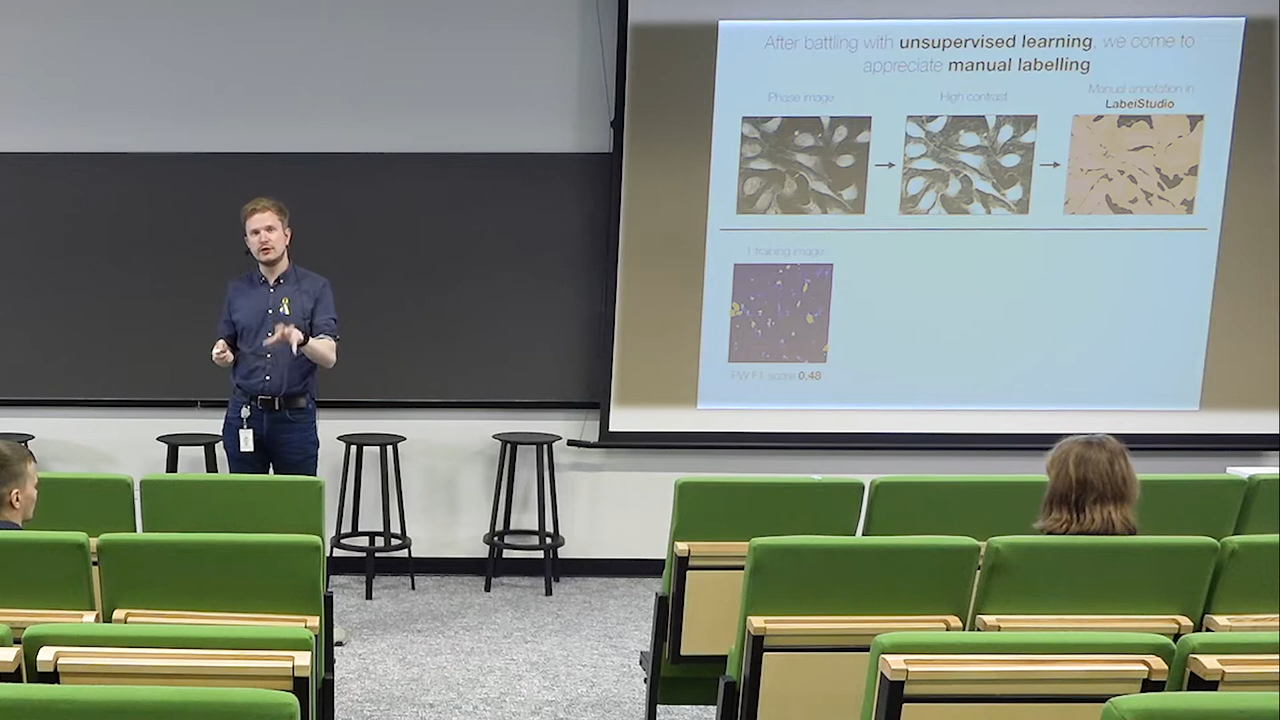 After battling with unsupervised learning, we come to
appreciate manual labelling
Phase image
High contrast
Manual annotation in
LabelStudio
1 training image
PW F1 score 0.48